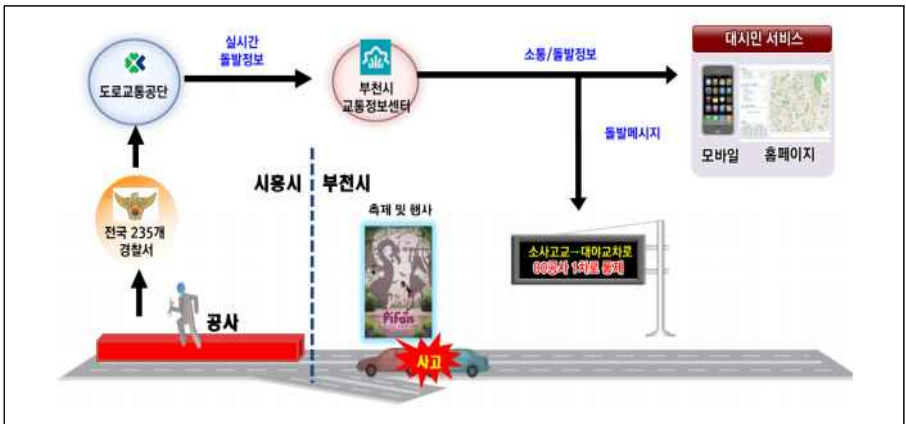 실시간
돌발정보
도로교통공단
부천시
교통정보센터
소통/돌발정보
대시민 서비스
모바일
홈페이지
돌발메시지
전국 235개
경찰서
시흥시
부천시
축제 및 행사
PiFan
소사고교→대야교차로
00공사 1차로 통제
공사
사고